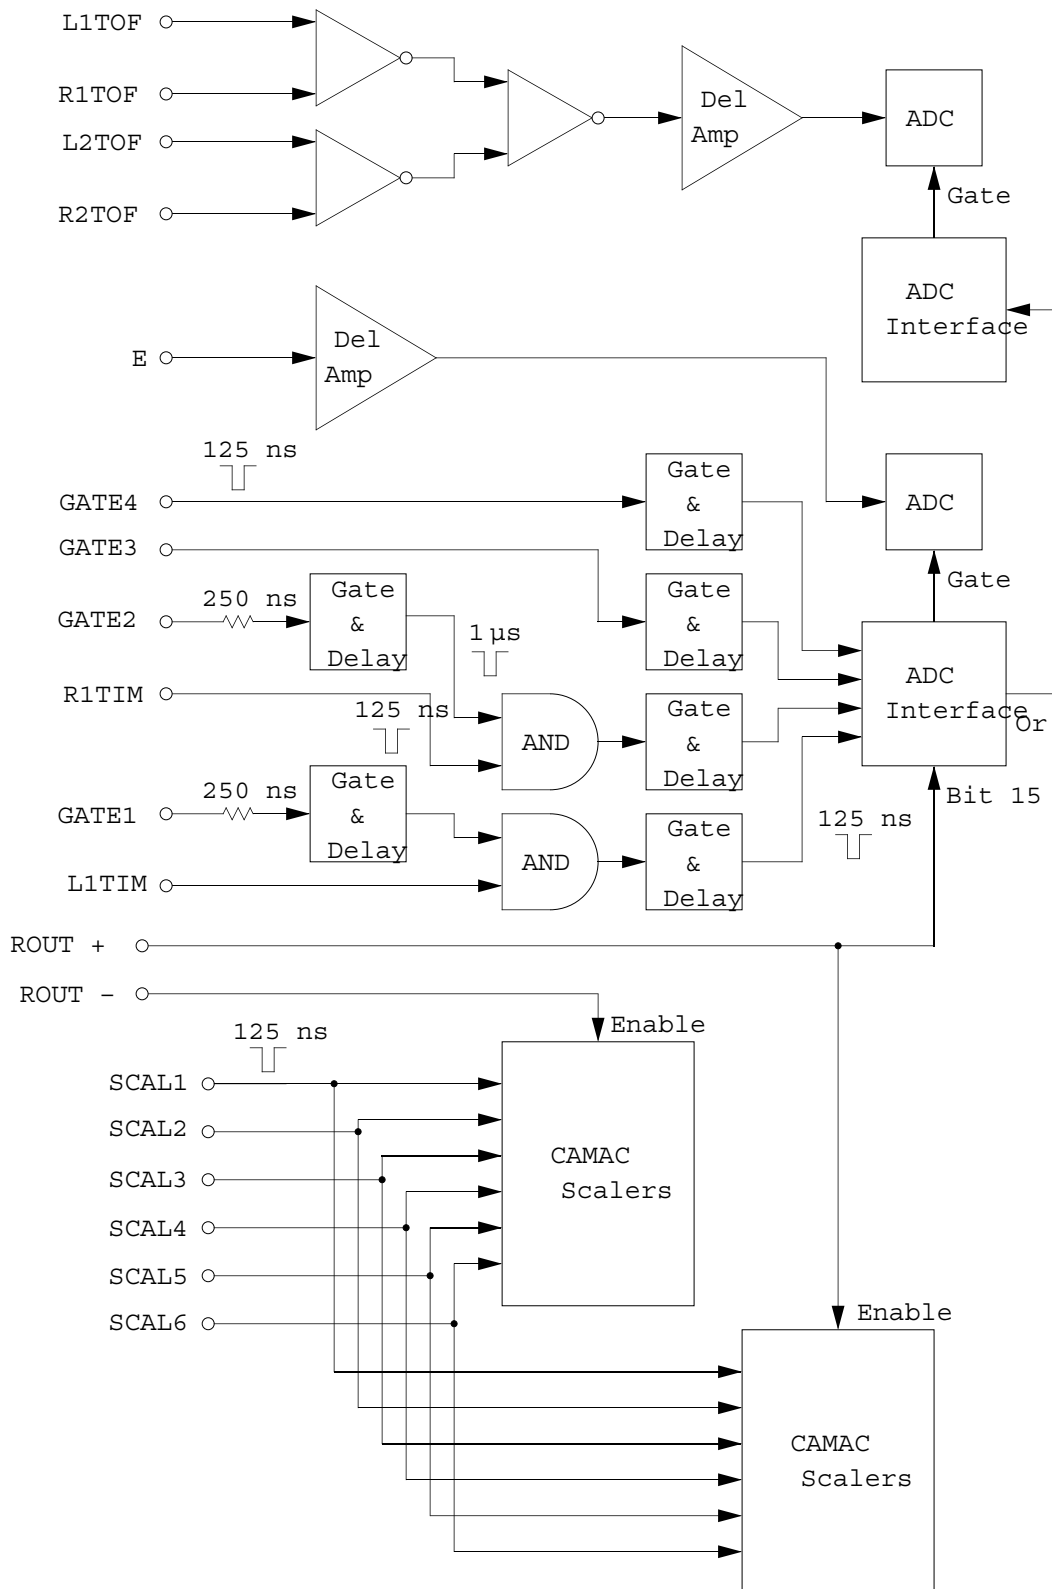 L1TOF
R1TOF
L2TOF
R2TOF
Del
Amp
ADC
Gate
ADC
Interface
E
Del
Amp
125 ns
GATE4
Gate
&
Delay
ADC
GATE3
Gate
250 ns
GATE2
Gate
&
Delay
1 µs
Gate
&
Delay
ADC
Interface
Or
R1TIM
125 ns
AND
Gate
&
Delay
Bit 15
250 ns
GATE1
Gate
&
Delay
125 ns
AND
Gate
&
Delay
L1TIM
ROUT +
ROUT −
Enable
125 ns
SCAL1
SCAL2
SCAL3
SCAL4
SCAL5
SCAL6
CAMAC
Scalers
Enable
CAMAC
Scalers